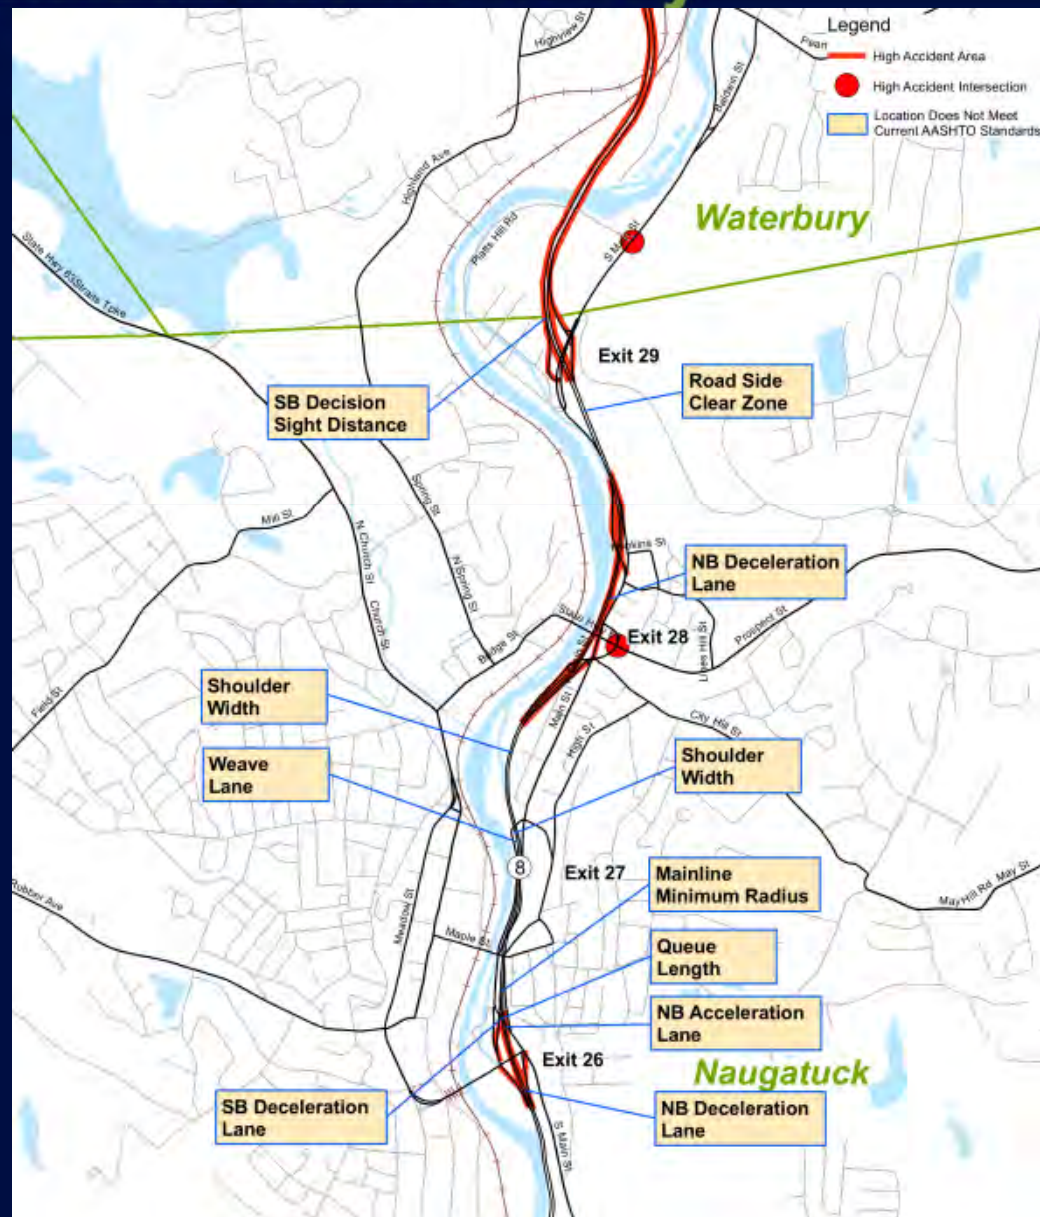 Legend
High Accident Area
High Accident Intersection
Location Does Not Meet
Current AASHTO Standards
Highview St
Baldwin St
Highland Ave
Platts Hill Rd
S Main St
Waterbury
State Hwy 63Straits Tpke
Exit 29
Road Side
Clear Zone
SB Decision
Sight Distance
Spring St
Mill St
N Church St
N Spring St
NB Deceleration
Lane
Church St
Bridge St
Exit 28
Prospect St
Field St
Shoulder
Width
Main St
High St
City Hill St
Weave
Lane
Shoulder
Width
8
Exit 27
Mainline
Minimum Radius
May Hill Rd
May St
Rubber Ave
Meadow St
Maple St
Queue
Length
NB Acceleration
Lane
Exit 26
Naugatuck
SB Deceleration
Lane
NB Deceleration
Lane
S Main St